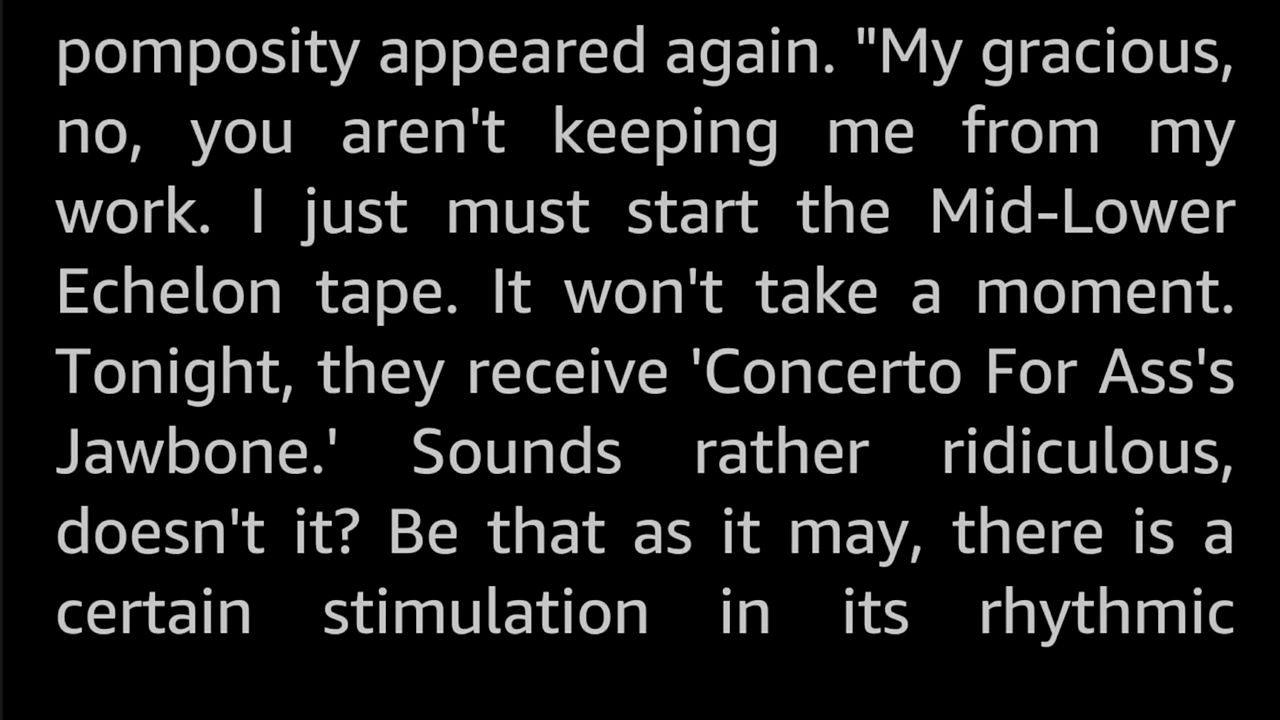 pomposity appeared again. "My gracious,
no, you aren't keeping me from my
work. I just must start the Mid-Lower
Echelon tape. It won't take a moment.
Tonight, they receive 'Concerto For Ass's
Jawbone.' Sounds rather ridiculous,
doesn't it? Be that as it may, there is a
certain stimulation in its rhythmic